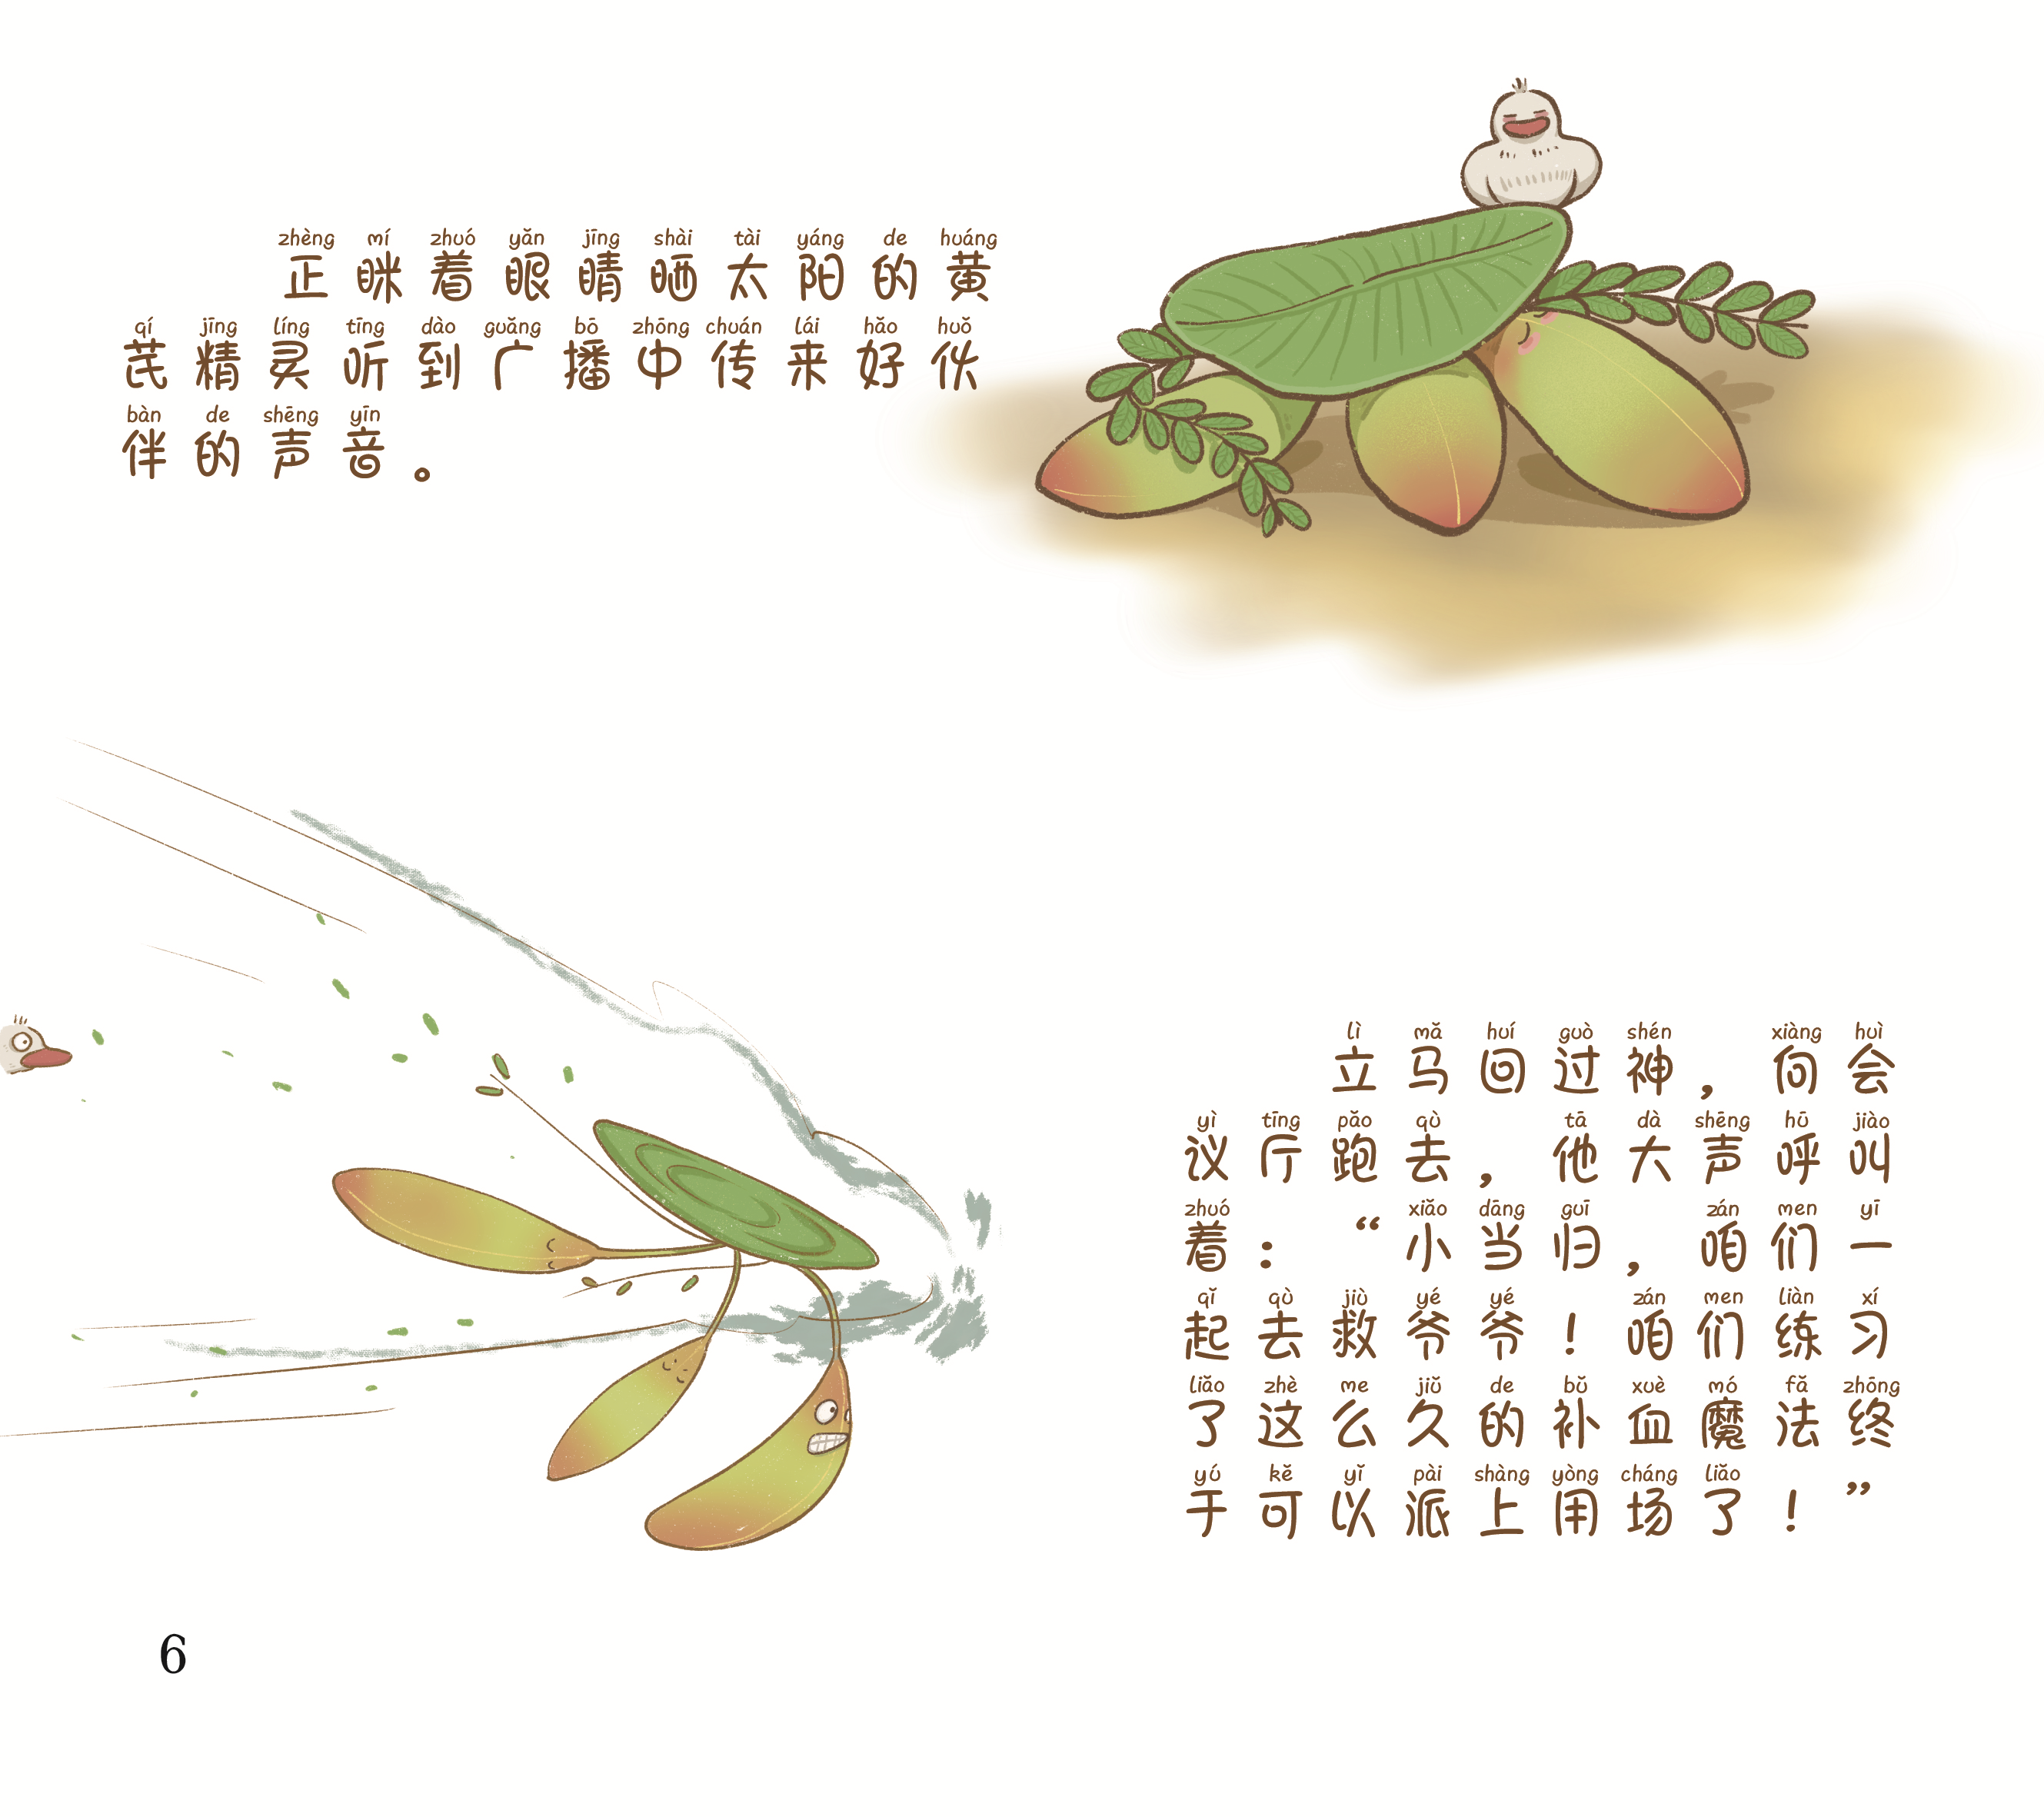 zhèng mí zhuó yǎn jīng shài tài yáng de huáng
正眯着眼睛晒太阳的黄
qí jīng líng tīng dào guǎng bō zhōng chuán lái hǎo huǒ
芪精灵听到广播中传来好伙
bàn de shēng yīn
伴的声音。
lì mǎ huí guò shén xiàng huì
立马回过神，向会
yì tīng pǎo qù tā dà shēng hū jiào
议厅跑去，他大声呼叫
zhuó xiǎo dāng guī zán men yī
着：“小当归，咱们一
qǐ qù jiù yé yé zán men liàn xí
起去救爷爷！咱们练习
liǎo zhè me jiǔ de bǔ xuè mó fǎ zhōng
了这么久的补血魔法终
yú kě yǐ pài shàng yòng cháng liǎo
于可以派上用场了！”
6